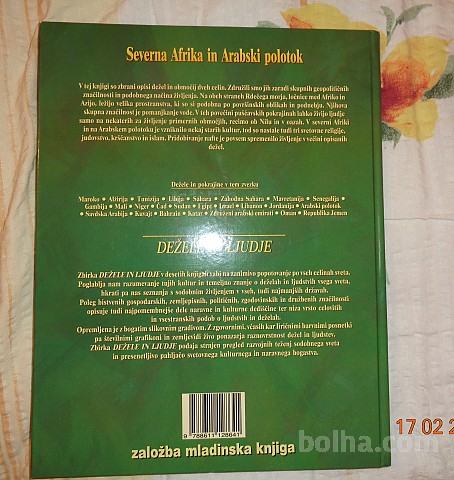 Severna Afrika in Arabski polotok
V tej knjigi so zbrani opisi dežel in območij dveh celin. Združili smo jih zaradi skupnih geopolitičnih
značilnosti in podobnega načina življenja. Na obeh straneh Rdečega morja, ločnice med Afriko in
Azijo, ležijo velika prostranstva, ki so si podobna po površinskih oblikah in podnebju. Njihova
skupna značilnost je pomanjkanje vode. V teh povečini puščavskih pokrajinah lahko živijo ljudje
samo na nekaterih za življenje primernih območjih, recimo ob Nilu in v oazah. V severni Afriki
in na Arabskem polotoku je vzniknilo nekaj starih kultur, tod so nastale tudi tri svetovne religije,
judovstvo, krščanstvo in islam. Pridobivanje nafte je povsem spremenilo življenje v večini opisanih
dežel.
Dežele in pokrajine v tem zvezku
Maroko • Alžirija • Tunizija • Libija • Sahara • Zahodna Sahara • Mavretanija • Senegalija •
Gambija • Mali • Niger • Čad • Sudan • Egipt • Izrael • Libanon • Jordanija • Arabski polotok
• Savdska Arabija • Kuvajt • Bahrain • Katar • Združeni arabski emirati • Oman • Republika Jemen
DEŽELE LJUDJE
Zbirka DEŽELE IN LJUDJE v desetih knjigah vabi na zanimivo popotovanje po vseh celinah sveta.
Poglablja nam razumevanje tujih kultur in temeljno znanje o deželah in ljudstvih vsega sveta,
hkrati pa nas seznanja s sodobnim življenjem v vseh, tudi najmanjših državah.
Poleg bistvenih gospodarskih, zemljepisnih, političnih, zgodovinskih in družbenih značilnosti
opisuje tudi najpomembnejše dele naravne in kulturne dediščine ter niza vrsto celovitih
in vsestranskih podob o ljudstvih in deželah.
Opremljena je z bogatim slikovnim gradivom. Z zgovornimi, včasih kar liričnimi barvnimi posnetki
pa številnimi grafikoni in zemljevidi živo ponazarja raznovrstnost dežel in ljudstev.
Zbirka DEŽELE IN LJUDJE podaja strnjen pregled razvojnih teženj sodobnega sveta
in presenetljivo pahljačo svetovnega kulturnega in naravnega bogastva.
9 788611 128641
založba mladinska knjiga
17 02 2
bolha.com